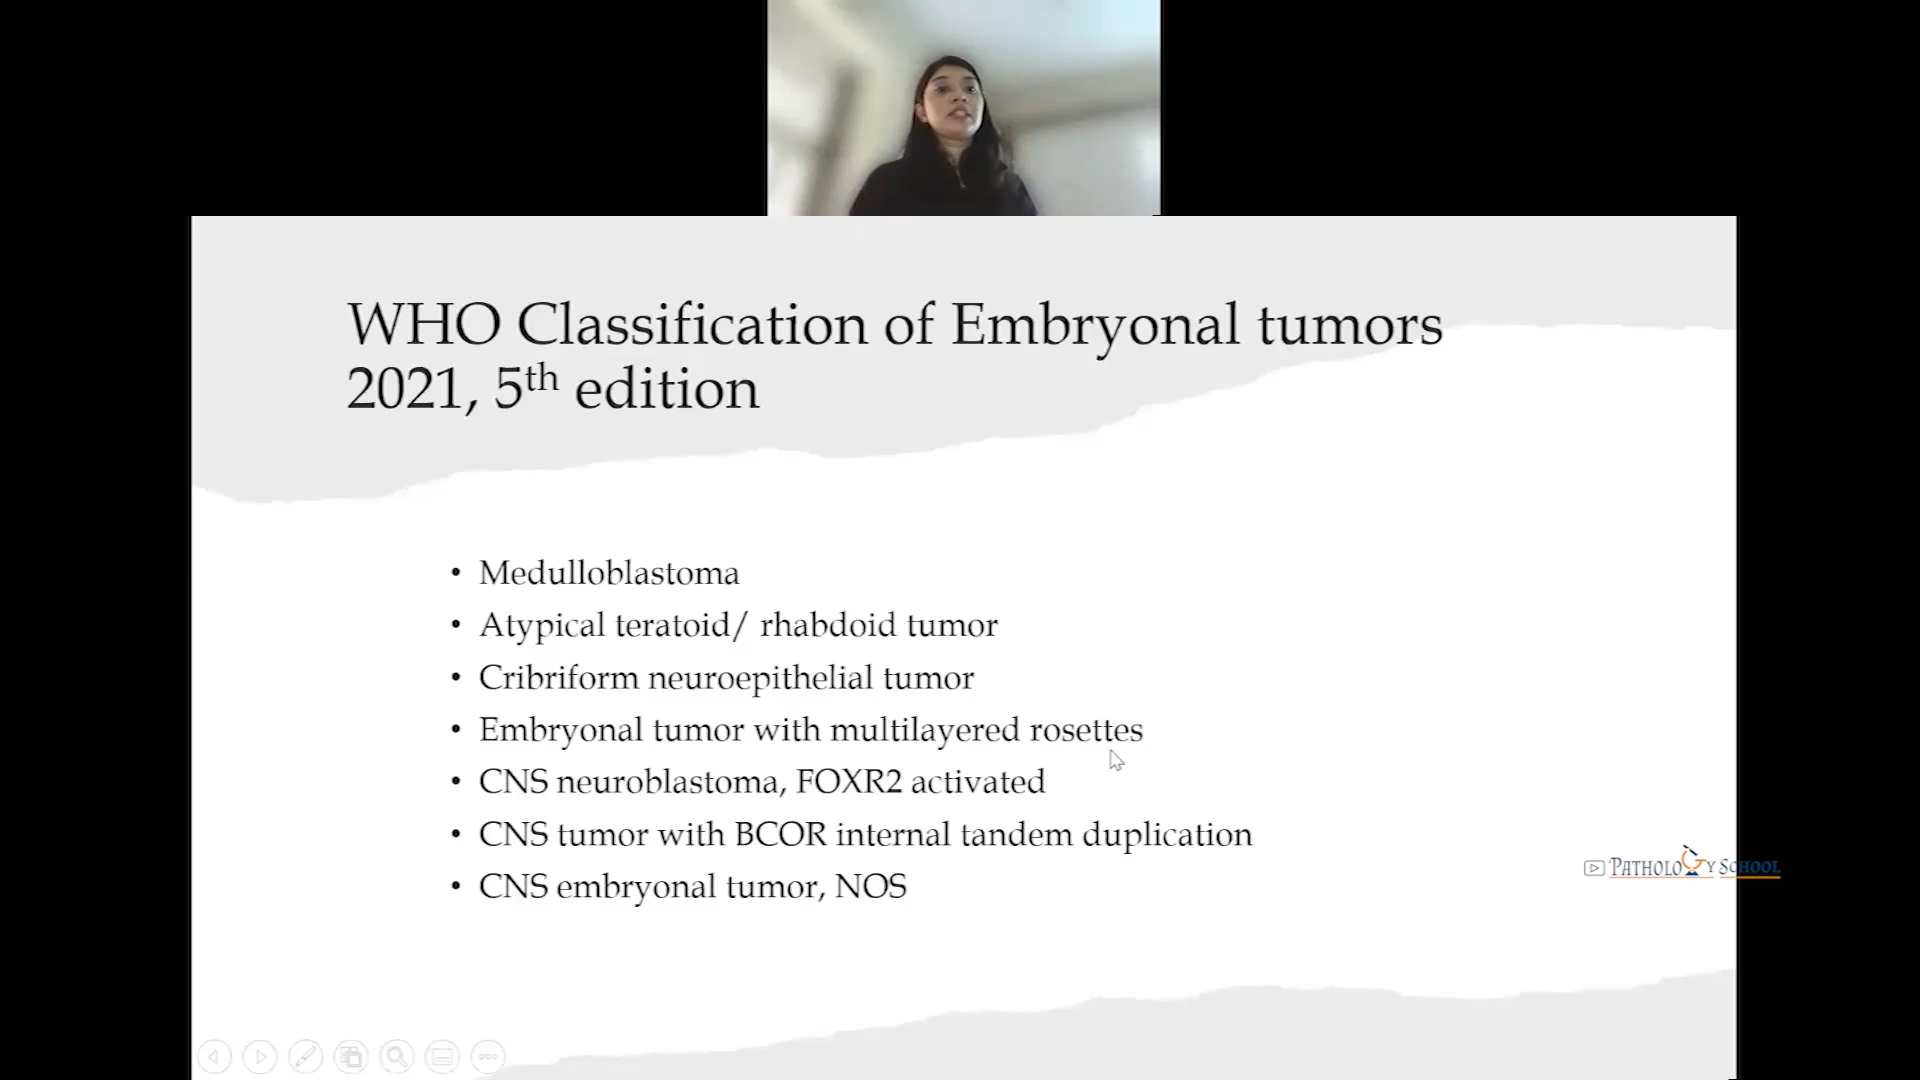 WHO Classification of Embryonal tumors
2021, 5th edition
• Medulloblastoma
• Atypical teratoid/ rhabdoid tumor
• Cribriform neuroepithelial tumor
• Embryonal tumor with multilayered rosettes
• CNS neuroblastoma, FOXR2 activated
• CNS tumor with BCOR internal tandem duplication
• CNS embryonal tumor, NOS
PATHOLOGY SCHOOL